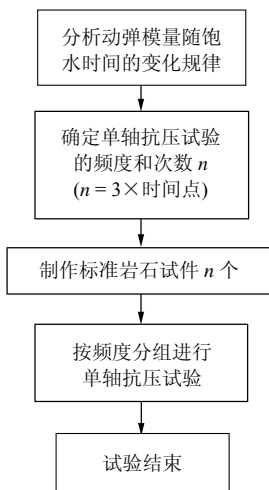 分析动弹模量随饱
水时间的变化规律
确定单轴抗压试验
的频度和次数 n
(n = 3×时间点)
制作标准岩石试件 n 个
按频度分组进行
单轴抗压试验
试验结束